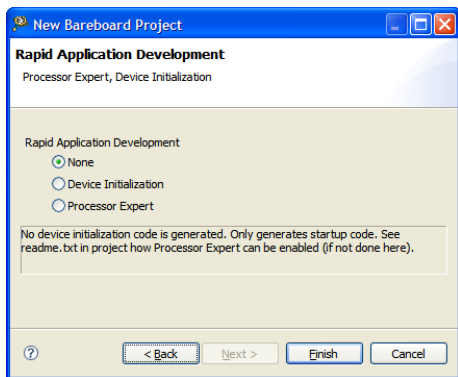 New Bareboard Project
Rapid Application Development
Processor Expert, Device Initialization
Rapid Application Development
None
Device Initialization
Processor Expert
No device initialization code is generated. Only generates startup code. See
readme.txt in project how Processor Expert can be enabled (if not done here).
? < Back Next > Finish Cancel